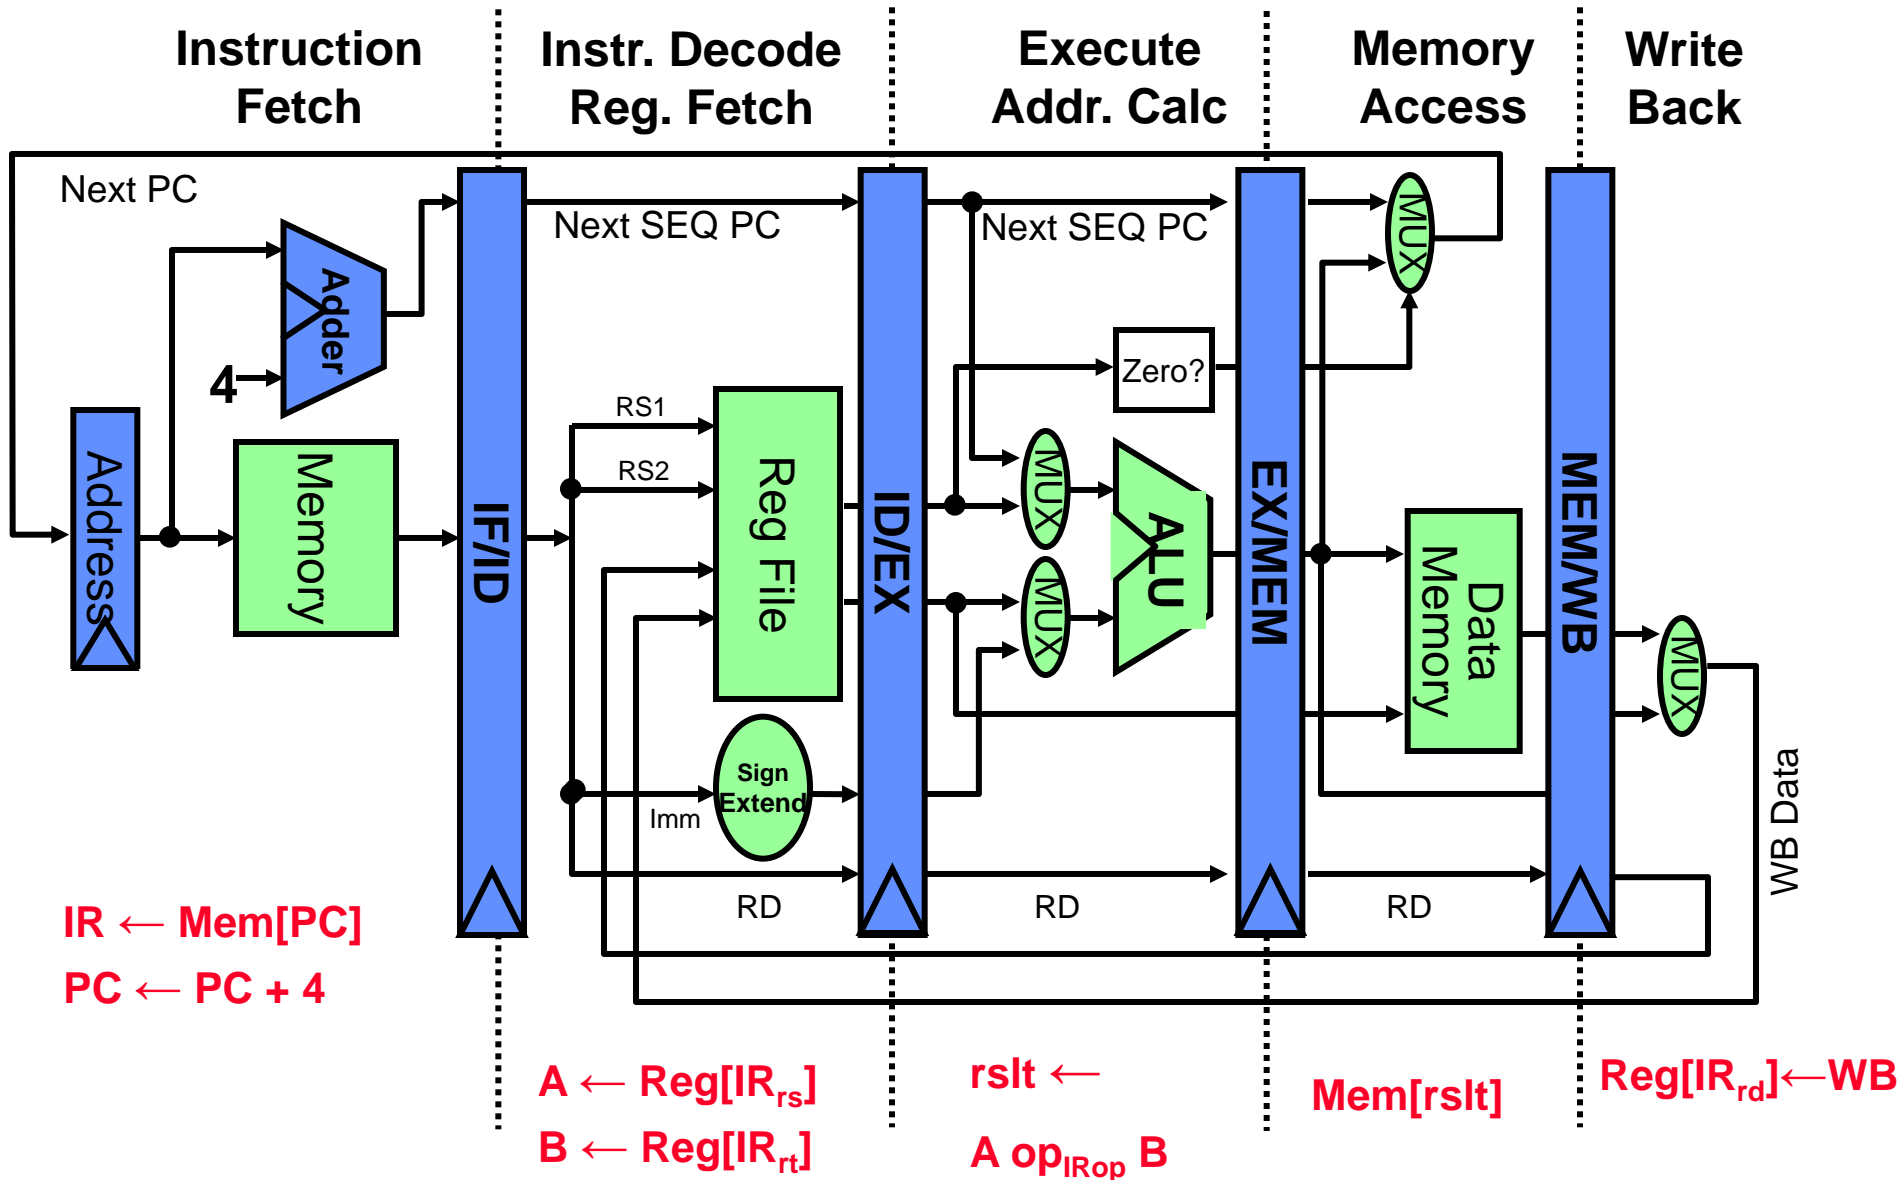 Instruction
Fetch
Instr. Decode
Reg. Fetch
Execute
Addr. Calc
Memory
Access
Write
Back
Next PC
Next SEQ PC
Next SEQ PC
MUX
Adder
4
Zero?
RS1
RS2
Address
Memory
IF/ID
Reg File
ID/EX
MUX
MUX
ALU
EX/MEM
Data
Memory
MEM/WB
MUX
Sign
Extend
Imm
WB Data
RD
RD
RD
IR ← Mem[PC]
PC ← PC + 4
A ← Reg[IRrs]
B ← Reg[IRrt]
rslt ←
A opIRop B
Mem[rslt]
Reg[IRrd]←WB